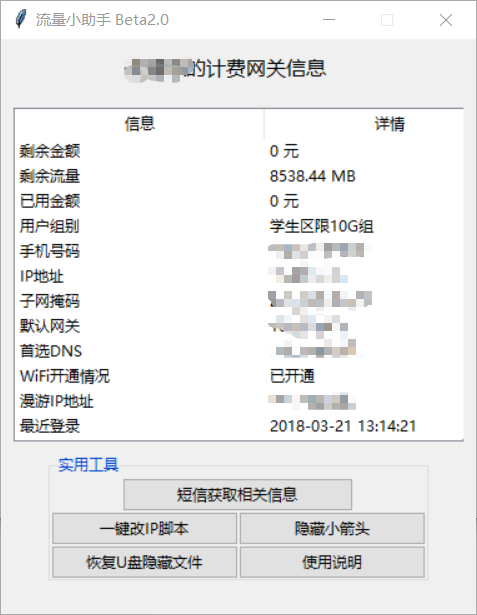 流量小助手 Beta2.0
的计费网关信息
信息 详情
剩余金额 0 元
剩余流量 8538.44 MB
已用金额 0 元
用户组别 学生区限10G组
手机号码
IP地址
子网掩码
默认网关
首选DNS
WiFi开通情况 已开通
漫游IP地址
最近登录 2018-03-21 13:14:21
实用工具
短信获取相关信息
一键改IP脚本 隐藏小箭头
恢复U盘隐藏文件 使用说明